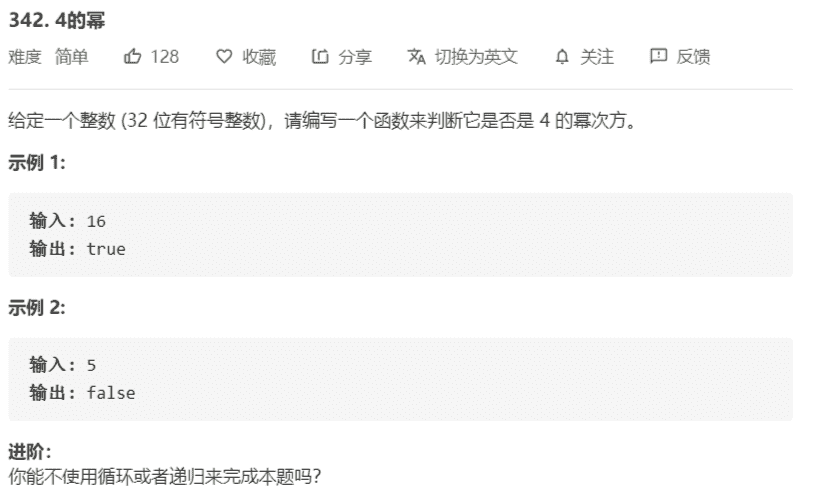 342. 4的幂
难度 简单 128 收藏 分享 切换为英文 关注 反馈
给定一个整数 (32 位有符号整数)，请编写一个函数来判断它是否是 4 的幂次方。
示例 1:
输入: 16
输出: true
示例 2:
输入: 5
输出: false
进阶：
你能不使用循环或者递归来完成本题吗？